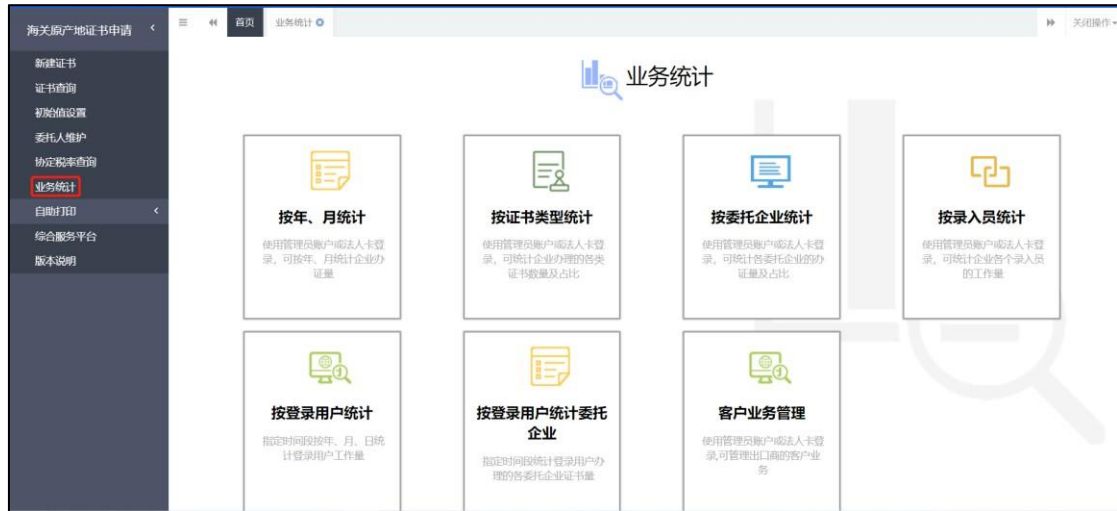 海关原产地证书申请
首页
业务统计
关闭操作
新建证书
证书查询
初始值设置
委托人维护
协定税率查询
业务统计
自助打印
综合服务平台
版本说明
业务统计
按年、月统计
使用管理员账户或法人卡登
录，可按年、月统计企业办
证量
按证书类型统计
使用管理员账户或法人卡登
录，可统计企业办理的各类
证书数量及占比
按委托企业统计
使用管理员账户或法人卡登
录，可统计各委托企业的办
证量及占比
按录入员统计
使用管理员账户或法人卡登
录，可统计企业各个录入员
的工作量
按登录用户统计
指定时间段按年、月、日统
计登录用户工作量
按登录用户统计委托
企业
指定时间段统计登录用户办
理的各委托企业证书量
客户业务管理
使用管理员账户或法人卡登
录,可管理出口商的客户业
务